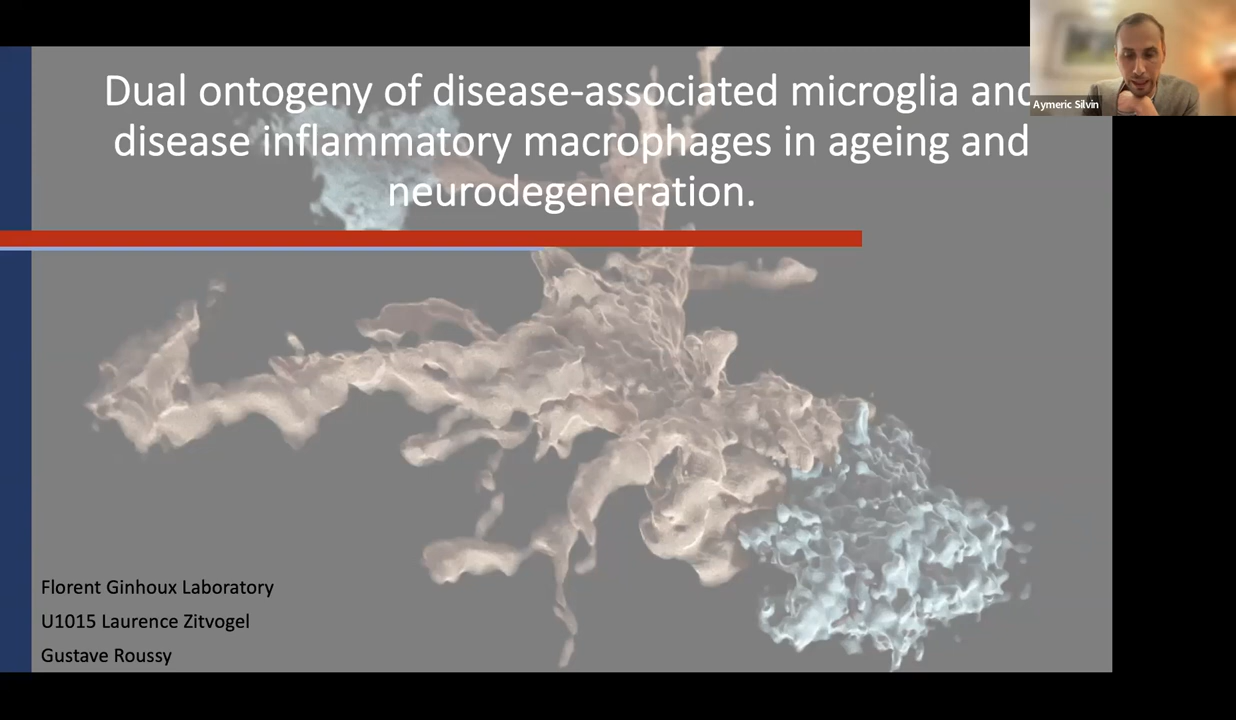 Dual ontogeny of disease-associated microglia and
disease inflammatory macrophages in ageing and
neurodegeneration.
Aymeric Silvin
Florent Ginhoux Laboratory
U1015 Laurence Zitvogel
Gustave Roussy